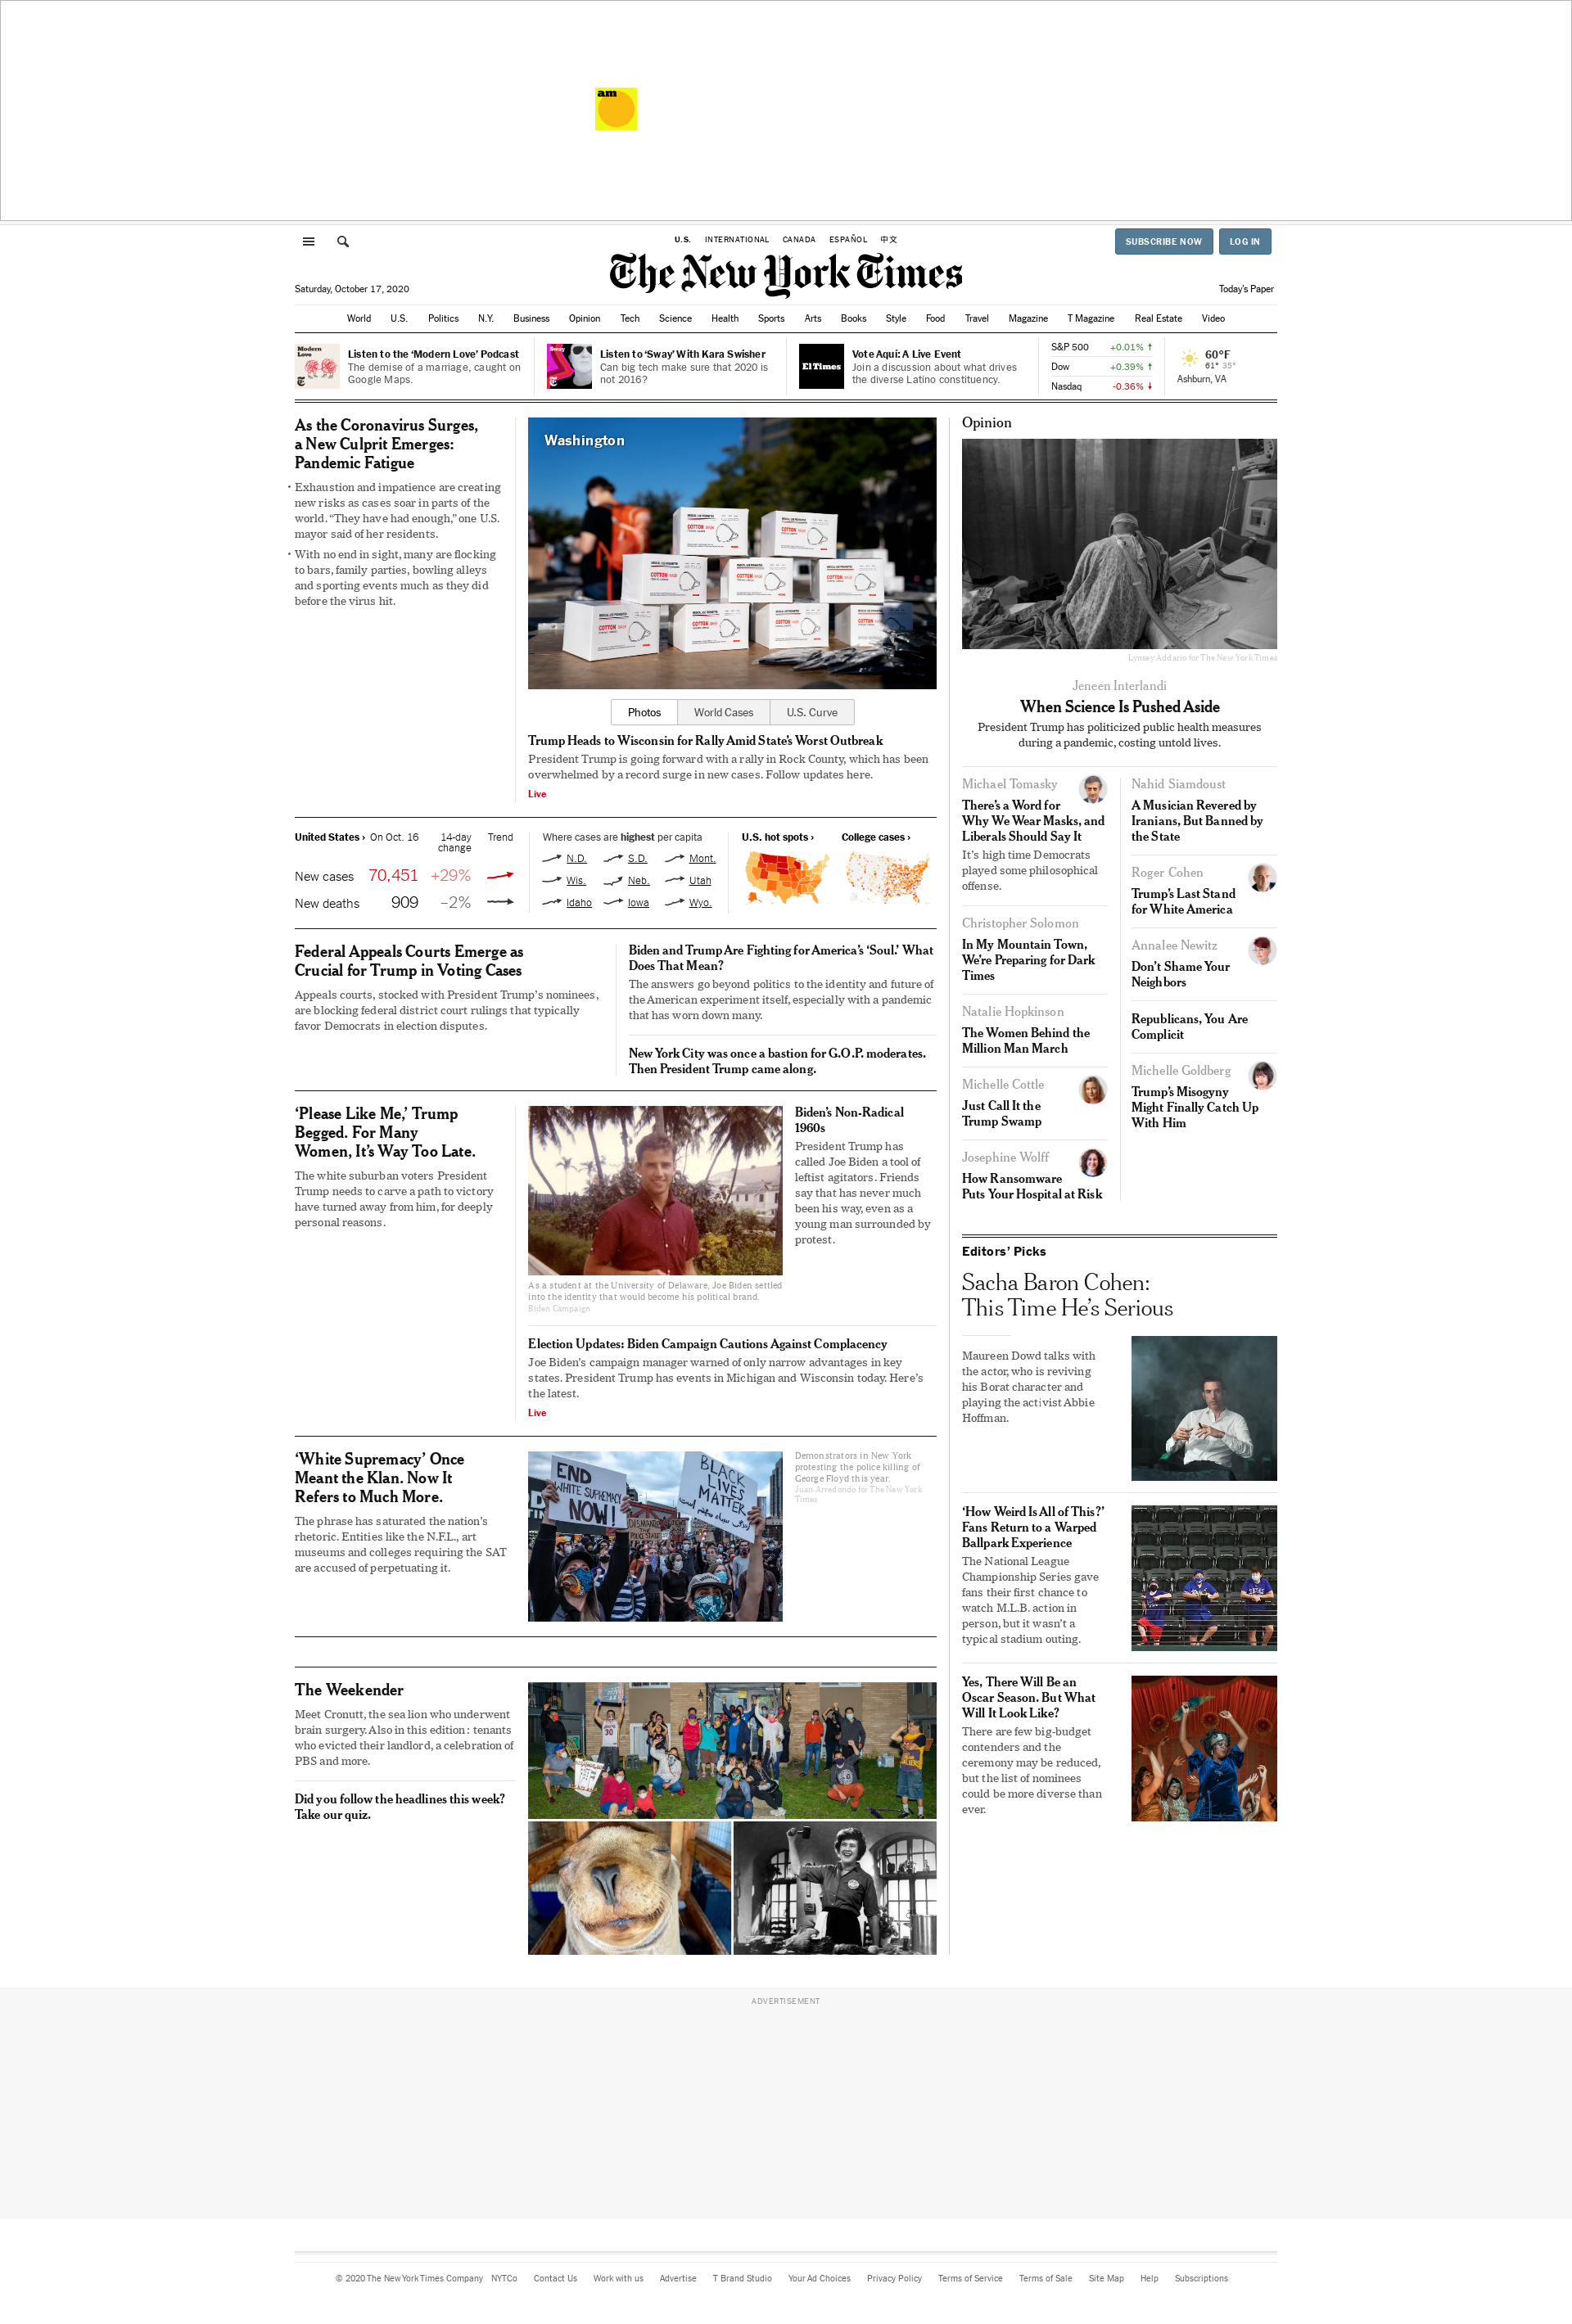 am
U.S. INTERNATIONAL CANADA ESPAÑOL 中文
SUBSCRIBE NOW LOG IN
The New York Times
Saturday, October 17, 2020
Today's Paper
World U.S. Politics N.Y. Business Opinion Tech Science Health Sports Arts Books Style Food Travel Magazine T Magazine Real Estate Video
Modern Love
Listen to the ‘Modern Love’ Podcast
The demise of a marriage, caught on
Google Maps.
Sway
Listen to ‘Sway’ With Kara Swisher
Can big tech make sure that 2020 is
not 2016?
El Times
Vote Aquí: A Live Event
Join a discussion about what drives
the diverse Latino constituency.
S&P 500 +0.01%
Dow +0.39%
Nasdaq -0.36%
60°F
61° 35°
Ashburn, VA
As the Coronavirus Surges,
a New Culprit Emerges:
Pandemic Fatigue
• Exhaustion and impatience are creating
new risks as cases soar in parts of the
world. “They have had enough,” one U.S.
mayor said of her residents.
• With no end in sight, many are flocking
to bars, family parties, bowling alleys
and sporting events much as they did
before the virus hit.
Washington
Photos World Cases U.S. Curve
Trump Heads to Wisconsin for Rally Amid State’s Worst Outbreak
President Trump is going forward with a rally in Rock County, which has been
overwhelmed by a record surge in new cases. Follow updates here.
Live
United States › On Oct. 16 14-day change Trend
New cases 70,451 +29%
New deaths 909 –2%
Where cases are highest per capita
N.D. S.D. Mont.
Wis. Neb. Utah
Idaho Iowa Wyo.
U.S. hot spots › College cases ›
Federal Appeals Courts Emerge as
Crucial for Trump in Voting Cases
Appeals courts, stocked with President Trump’s nominees,
are blocking federal district court rulings that typically
favor Democrats in election disputes.
Biden and Trump Are Fighting for America’s ‘Soul.’ What
Does That Mean?
The answers go beyond politics to the identity and future of
the American experiment itself, especially with a pandemic
that has worn down many.
New York City was once a bastion for G.O.P. moderates.
Then President Trump came along.
‘Please Like Me,’ Trump
Begged. For Many
Women, It’s Way Too Late.
The white suburban voters President
Trump needs to carve a path to victory
have turned away from him, for deeply
personal reasons.
As a student at the University of Delaware, Joe Biden settled
into the identity that would become his political brand.
Biden Campaign
Biden’s Non-Radical
1960s
President Trump has
called Joe Biden a tool of
leftist agitators. Friends
say that has never much
been his way, even as a
young man surrounded by
protest.
Election Updates: Biden Campaign Cautions Against Complacency
Joe Biden’s campaign manager warned of only narrow advantages in key
states. President Trump has events in Michigan and Wisconsin today. Here’s
the latest.
Live
‘White Supremacy’ Once
Meant the Klan. Now It
Refers to Much More.
The phrase has saturated the nation’s
rhetoric. Entities like the N.F.L., art
museums and colleges requiring the SAT
are accused of perpetuating it.
END
WHITE SUPREMACY
NOW!
BLACK
LIVES
MATTER
Demonstrators in New York
protesting the police killing of
George Floyd this year.
Juan Arredondo for The New York
Times
The Weekender
Meet Cronutt, the sea lion who underwent
brain surgery. Also in this edition: tenants
who evicted their landlord, a celebration of
PBS and more.
Did you follow the headlines this week?
Take our quiz.
Opinion
Lynsey Addario for The New York Times
Jeneen Interlandi
When Science Is Pushed Aside
President Trump has politicized public health measures
during a pandemic, costing untold lives.
Michael Tomasky
There’s a Word for
Why We Wear Masks, and
Liberals Should Say It
It’s high time Democrats
played some philosophical
offense.
Christopher Solomon
In My Mountain Town,
We’re Preparing for Dark
Times
Natalie Hopkinson
The Women Behind the
Million Man March
Michelle Cottle
Just Call It the
Trump Swamp
Josephine Wolff
How Ransomware
Puts Your Hospital at Risk
Nahid Siamdoust
A Musician Revered by
Iranians, But Banned by
the State
Roger Cohen
Trump’s Last Stand
for White America
Annalee Newitz
Don’t Shame Your
Neighbors
Republicans, You Are
Complicit
Michelle Goldberg
Trump’s Misogyny
Might Finally Catch Up
With Him
Editors’ Picks
Sacha Baron Cohen:
This Time He’s Serious
Maureen Dowd talks with
the actor, who is reviving
his Borat character and
playing the activist Abbie
Hoffman.
‘How Weird Is All of This?’
Fans Return to a Warped
Ballpark Experience
The National League
Championship Series gave
fans their first chance to
watch M.L.B. action in
person, but it wasn’t a
typical stadium outing.
Yes, There Will Be an
Oscar Season. But What
Will It Look Like?
There are few big-budget
contenders and the
ceremony may be reduced,
but the list of nominees
could be more diverse than
ever.
ADVERTISEMENT
© 2020 The New York Times Company NYTCo Contact Us Work with us Advertise T Brand Studio Your Ad Choices Privacy Policy Terms of Service Terms of Sale Site Map Help Subscriptions